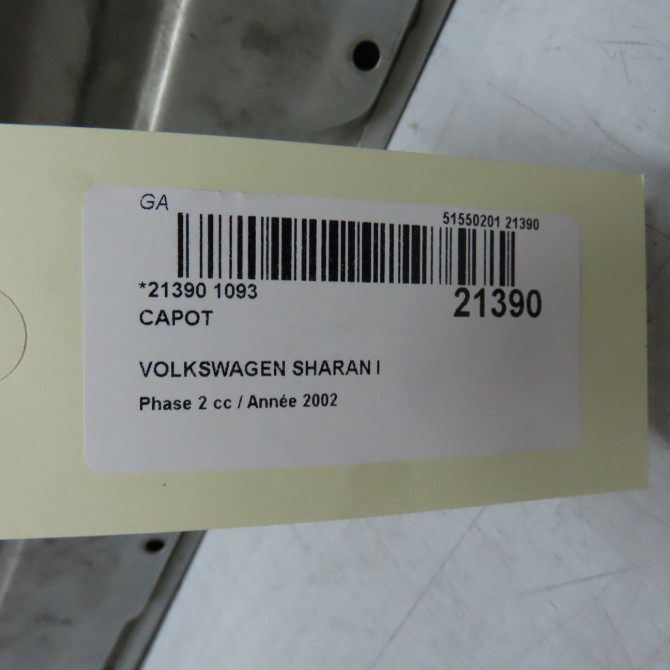 GA
51550201 21390
*21390 1093
21390
CAPOT
VOLKSWAGEN SHARAN I
Phase 2 cc / Année 2002